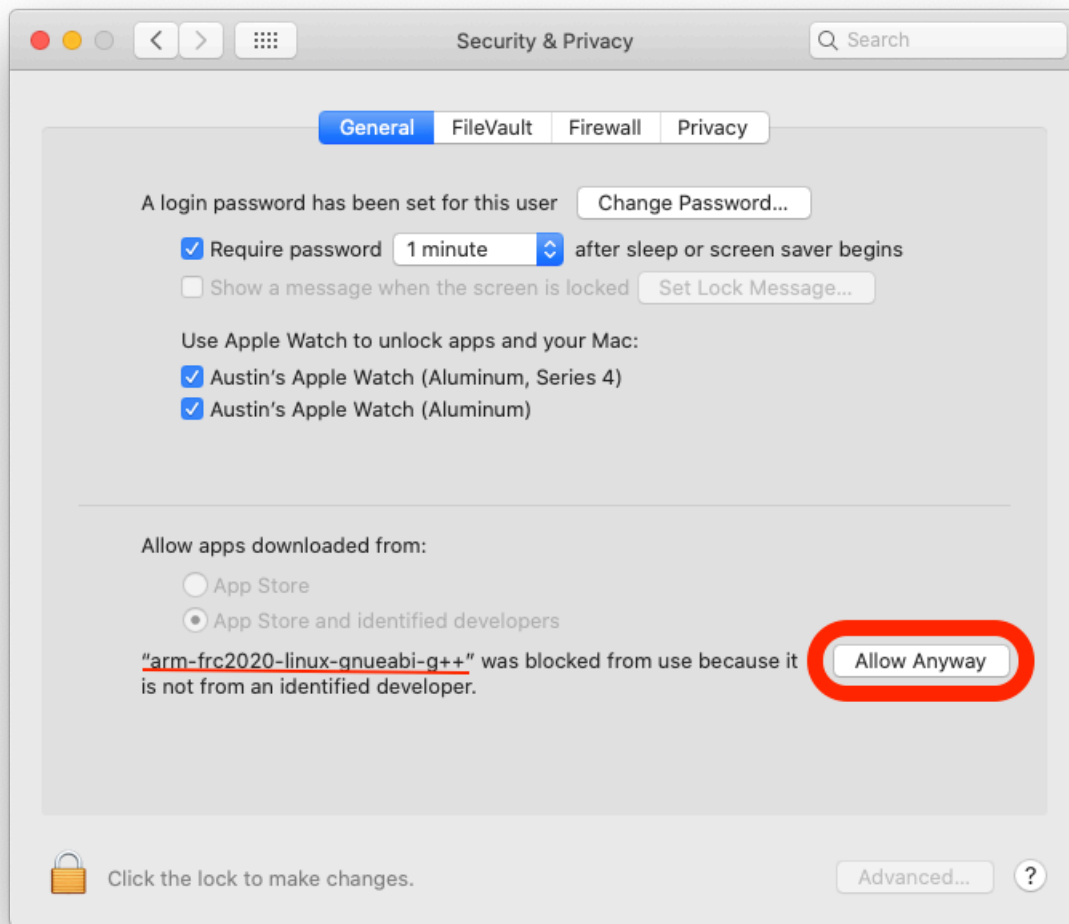 Security & Privacy
Search
General
FileVault
Firewall
Privacy
A login password has been set for this user
Change Password...
Require password
1 minute
after sleep or screen saver begins
Show a message when the screen is locked
Set Lock Message...
Use Apple Watch to unlock apps and your Mac:
Austin’s Apple Watch (Aluminum, Series 4)
Austin’s Apple Watch (Aluminum)
Allow apps downloaded from:
App Store
App Store and identified developers
“arm-frc2020-linux-gnueabi-g++” was blocked from use because it
is not from an identified developer.
Allow Anyway
Click the lock to make changes.
Advanced...
?